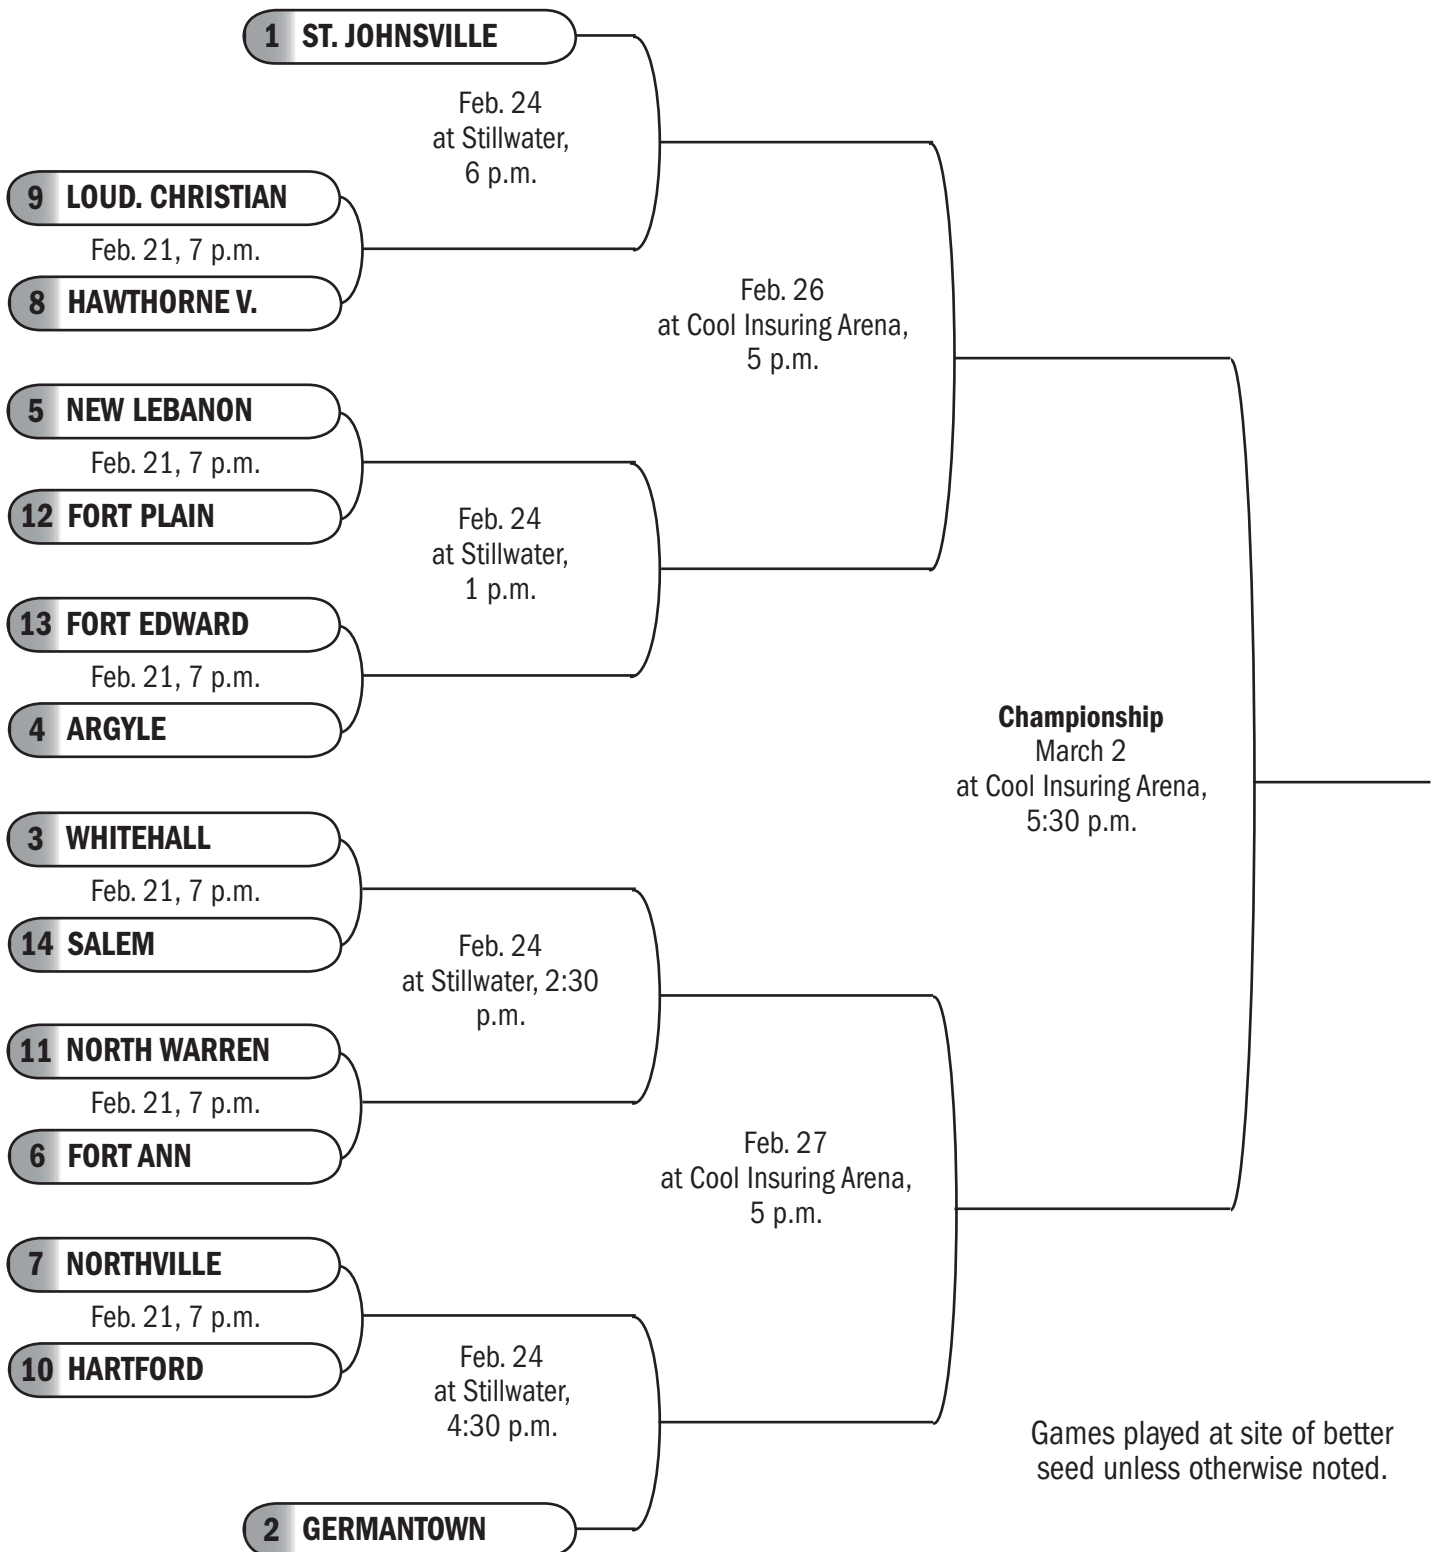 1 ST. JOHNSVILLE
Feb. 24
at Stillwater,
6 p.m.
9 LOUD. CHRISTIAN
Feb. 21, 7 p.m.
8 HAWTHORNE V.
Feb. 26
at Cool Insuring Arena,
5 p.m.
5 NEW LEBANON
Feb. 21, 7 p.m.
12 FORT PLAIN
Feb. 24
at Stillwater,
1 p.m.
13 FORT EDWARD
Feb. 21, 7 p.m.
4 ARGYLE
Championship
March 2
at Cool Insuring Arena,
5:30 p.m.
3 WHITEHALL
Feb. 21, 7 p.m.
14 SALEM
Feb. 24
at Stillwater, 2:30
p.m.
11 NORTH WARREN
Feb. 21, 7 p.m.
6 FORT ANN
Feb. 27
at Cool Insuring Arena,
5 p.m.
7 NORTHVILLE
Feb. 21, 7 p.m.
10 HARTFORD
Feb. 24
at Stillwater,
4:30 p.m.
2 GERMANTOWN
Games played at site of better
seed unless otherwise noted.